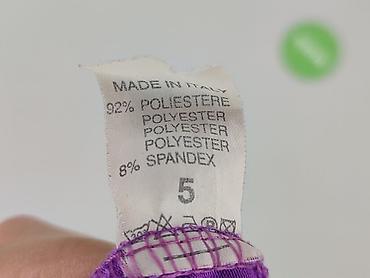 MADE IN ITALY
92% POLIESTERE
POLYESTER
POLYESTER
POLYESTER
8% SPANDEX
5